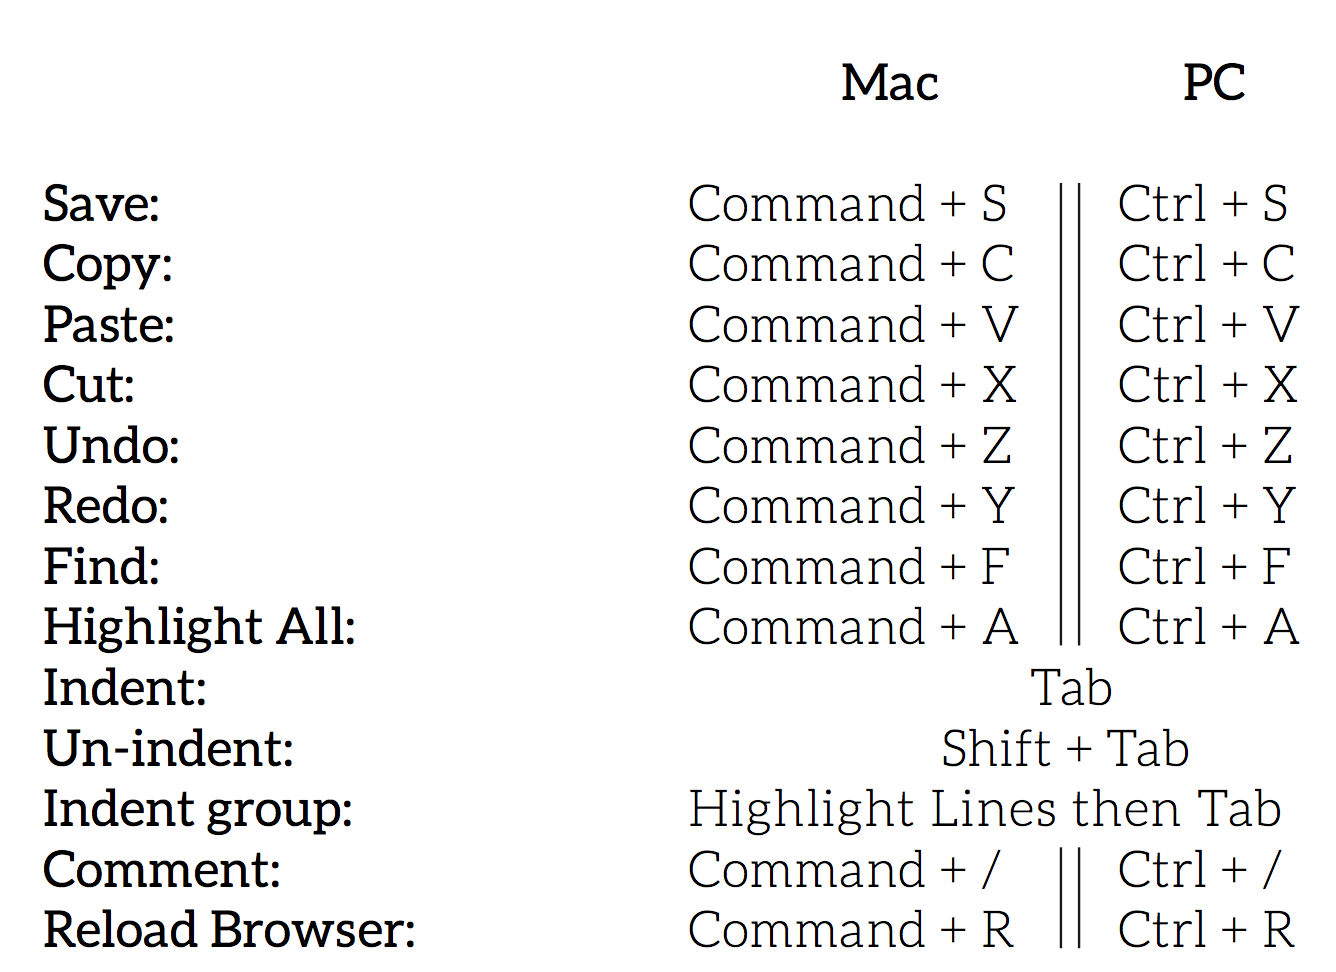 Mac PC
Save: Command + S Ctrl + S
Copy: Command + C Ctrl + C
Paste: Command + V Ctrl + V
Cut: Command + X Ctrl + X
Undo: Command + Z Ctrl + Z
Redo: Command + Y Ctrl + Y
Find: Command + F Ctrl + F
Highlight All: Command + A Ctrl + A
Indent: Tab
Un-indent: Shift + Tab
Indent group: Highlight Lines then Tab
Comment: Command + / Ctrl + /
Reload Browser: Command + R Ctrl + R